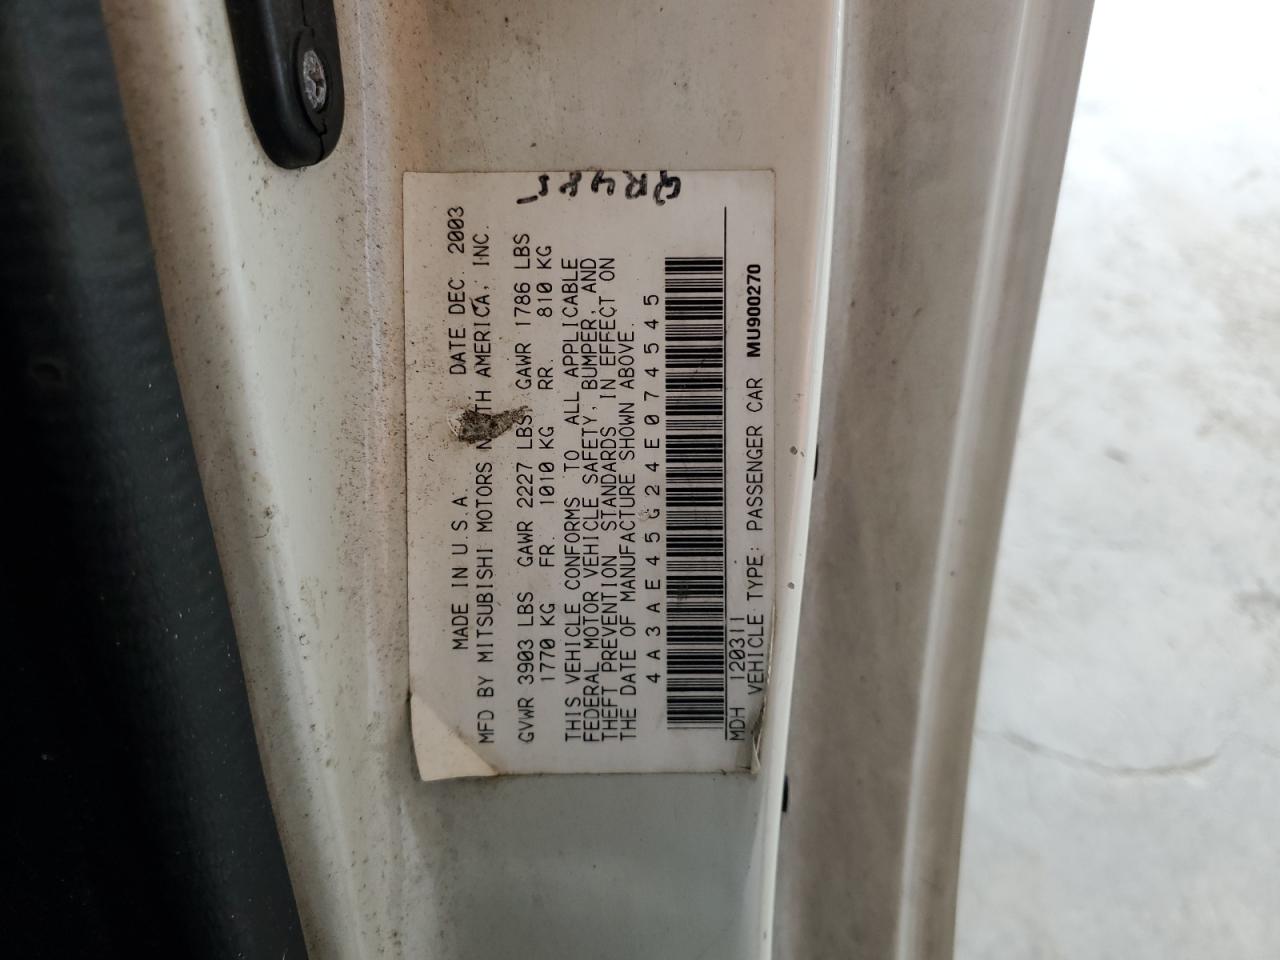 MADE IN U.S.A. DATE DEC. 2003
MFD BY MITSUBISHI MOTORS NORTH AMERICA, INC.
GVWR 3903 LBS GAWR 2227 LBS GAWR 1786 LBS
1770 KG FR. 1010 KG RR. 810 KG
THIS VEHICLE CONFORMS TO ALL APPLICABLE
FEDERAL MOTOR VEHICLE SAFETY, BUMPER, AND
THEFT PREVENTION STANDARDS IN EFFECT ON
THE DATE OF MANUFACTURE SHOWN ABOVE.
4A3AE45G24E074545
MDH 120311
VEHICLE TYPE: PASSENGER CAR MU900270